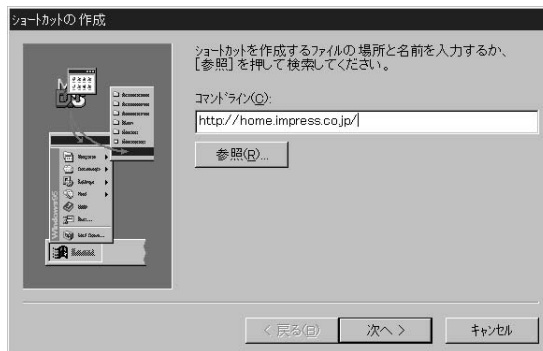 ショートカットの作成
ショートカットを作成するファイルの場所と名前を入力するか、
[参照]を押して検索してください。
コマンドライン(C):
http://home.impress.co.jp/
参照(R)...
< 戻る(B)
次へ >
キャンセル
MS
DOS
Windows95